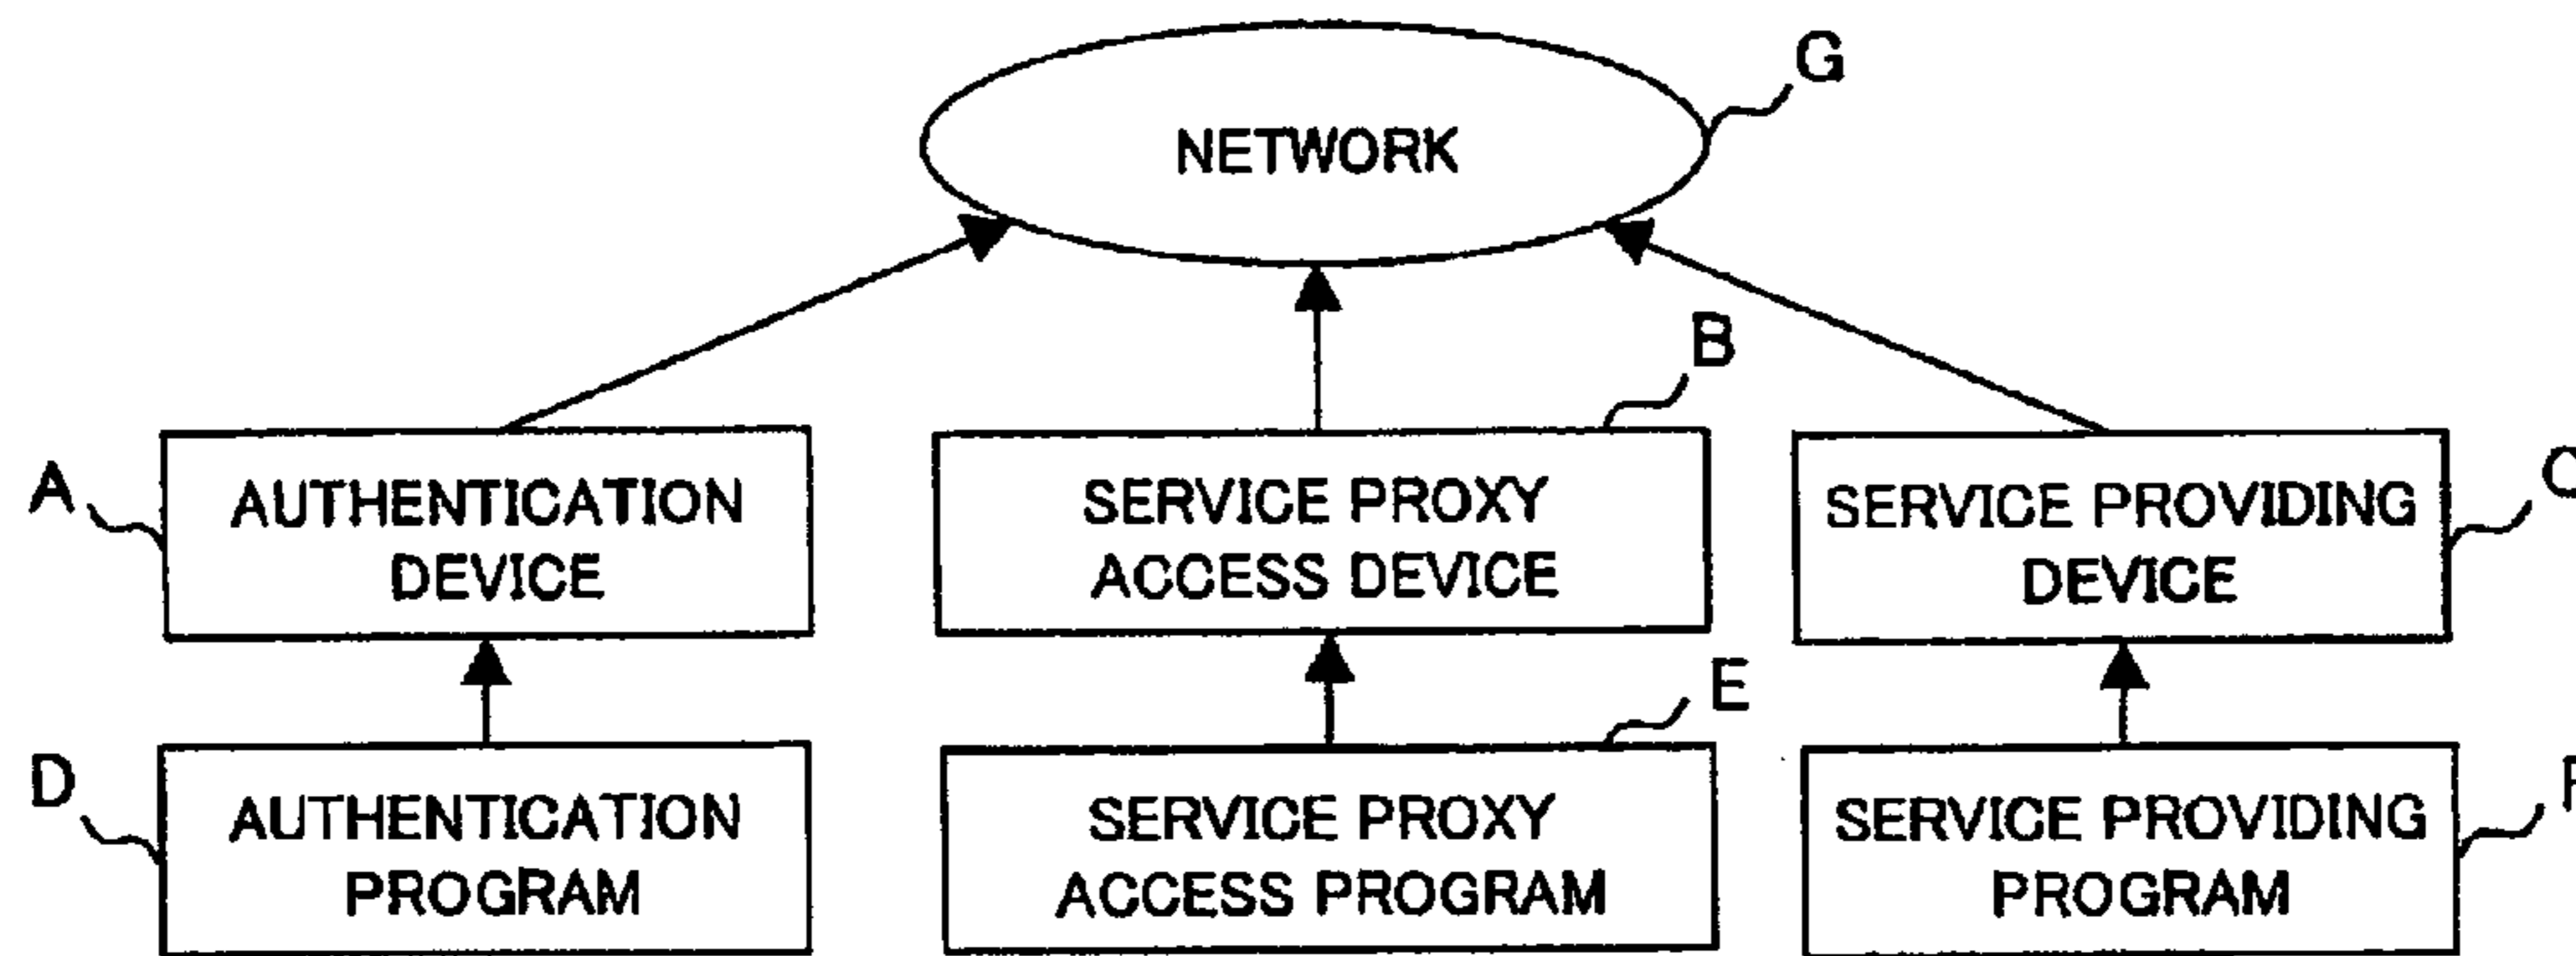 G
NETWORK
B
A
AUTHENTICATION
DEVICE
SERVICE PROXY
ACCESS DEVICE
SERVICE PROVIDING
DEVICE
C
E
D
AUTHENTICATION
PROGRAM
SERVICE PROXY
ACCESS PROGRAM
SERVICE PROVIDING
PROGRAM
F